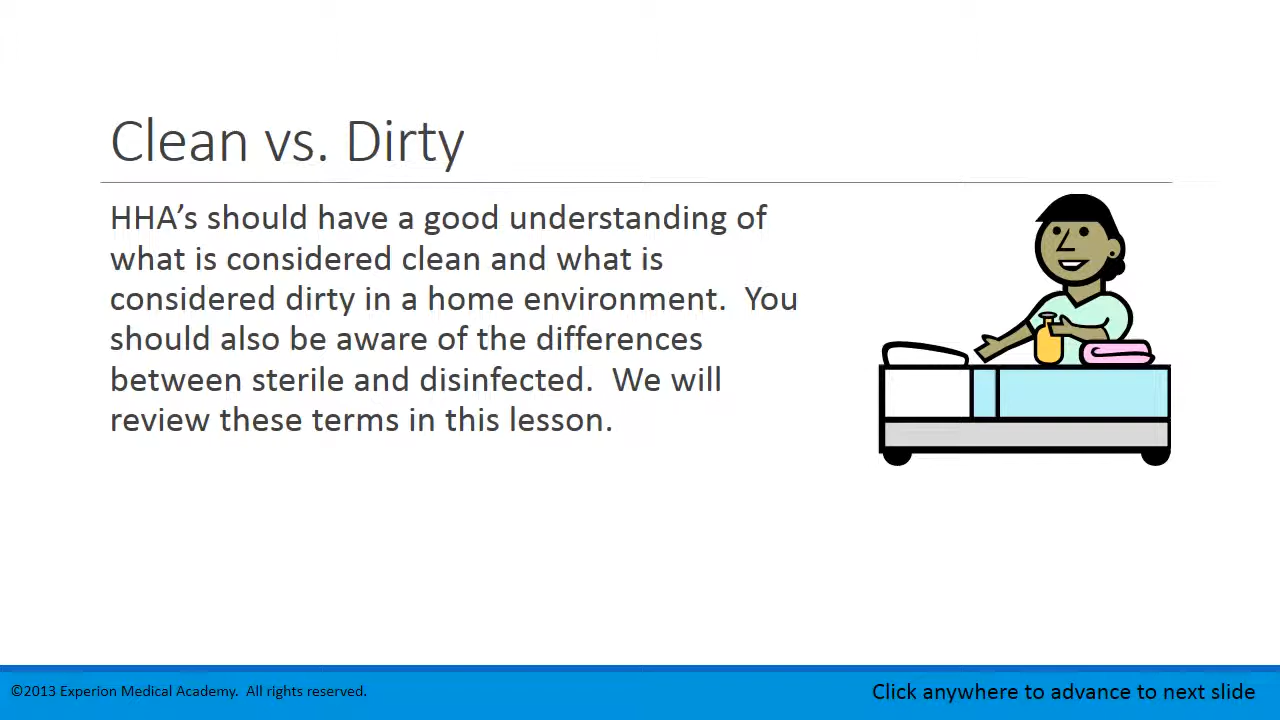 Clean vs. Dirty
HHA’s should have a good understanding of
what is considered clean and what is
considered dirty in a home environment.  You
should also be aware of the differences
between sterile and disinfected.  We will
review these terms in this lesson.
©2013 Experion Medical Academy.  All rights reserved.
Click anywhere to advance to next slide